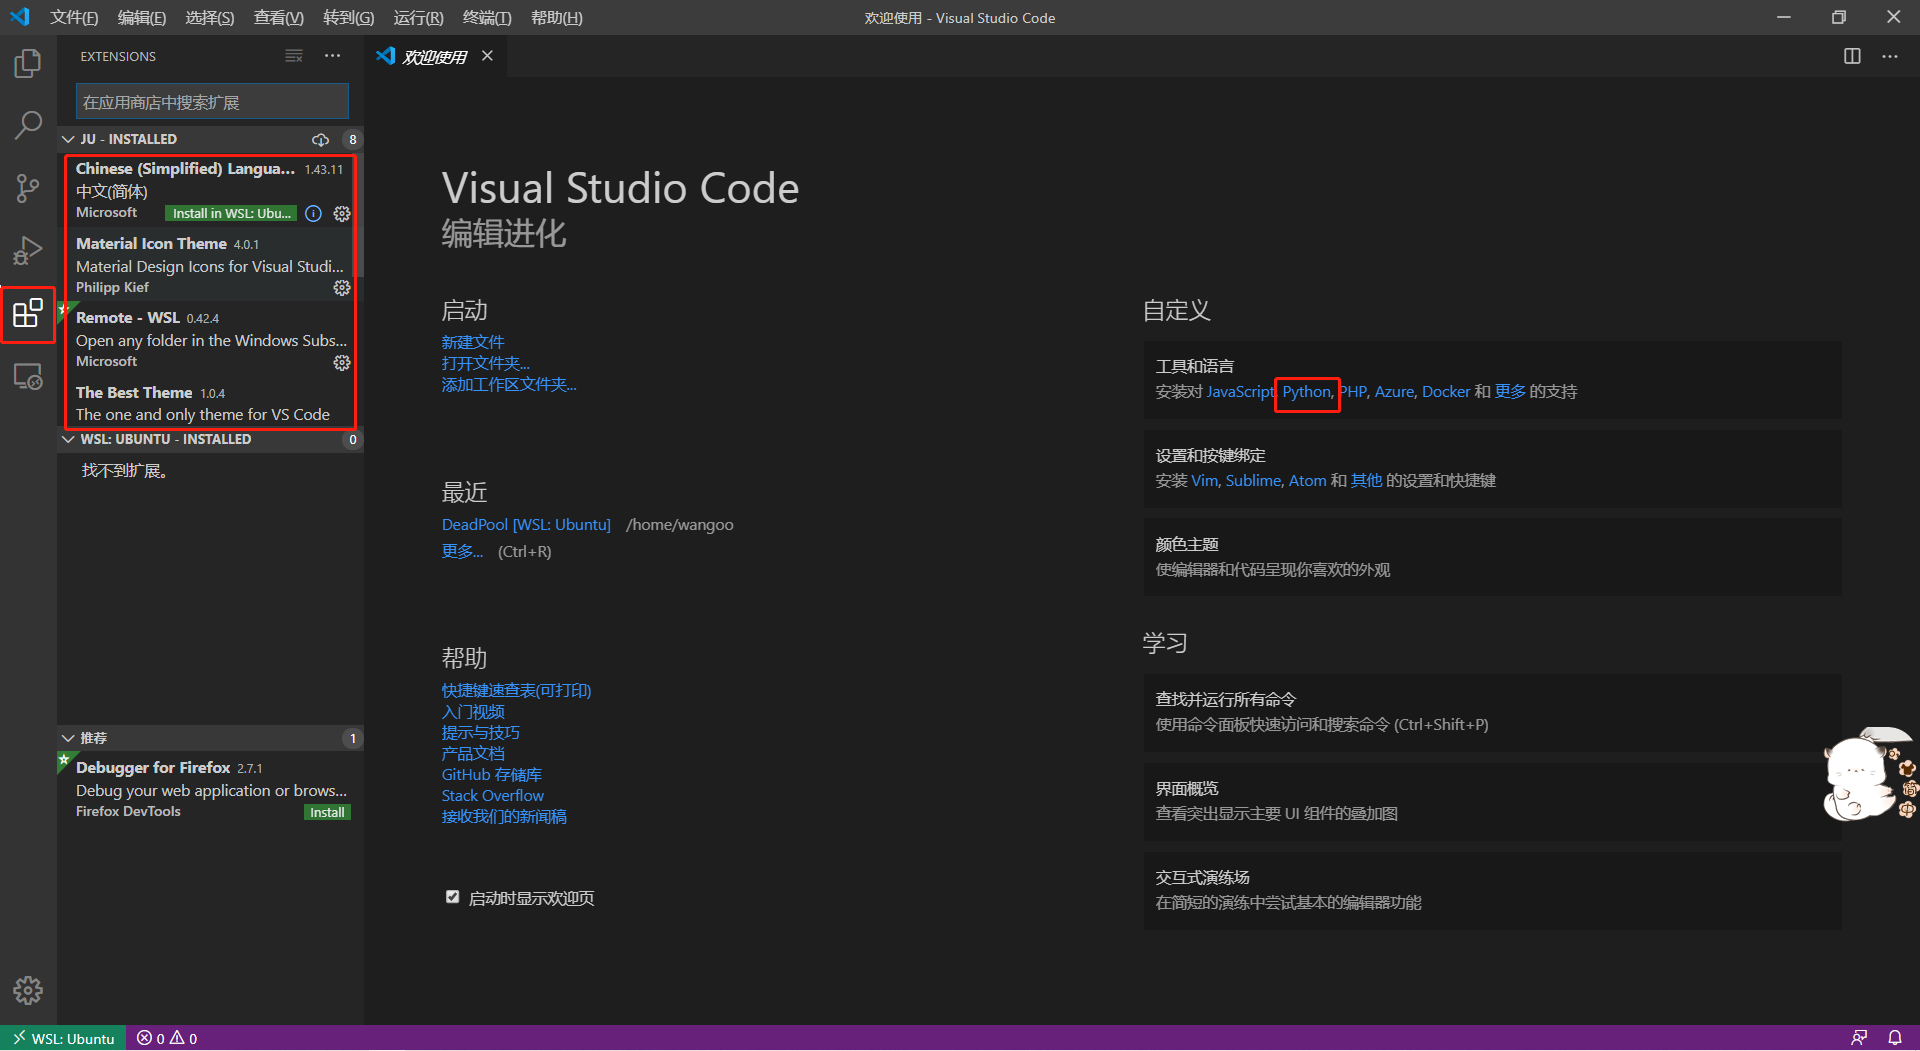 文件(F) 编辑(E) 选择(S) 查看(V) 转到(G) 运行(R) 终端(T) 帮助(H)
欢迎使用 - Visual Studio Code
EXTENSIONS
欢迎使用
在应用商店中搜索扩展
JU - INSTALLED 8
Chinese (Simplified) Langua... 1.43.11
中文(简体)
Microsoft Install in WSL: Ubu...
Material Icon Theme 4.0.1
Material Design Icons for Visual Studi...
Philipp Kief
Remote - WSL 0.42.4
Open any folder in the Windows Subs...
Microsoft
The Best Theme 1.0.4
The one and only theme for VS Code
WSL: UBUNTU - INSTALLED 0
找不到扩展。
推荐 1
Debugger for Firefox 2.7.1
Debug your web application or brows...
Firefox DevTools Install
Visual Studio Code
编辑进化
启动
新建文件
打开文件夹...
添加工作区文件夹...
最近
DeadPool [WSL: Ubuntu] /home/wangoo
更多... (Ctrl+R)
帮助
快捷键速查表(可打印)
入门视频
提示与技巧
产品文档
GitHub 存储库
Stack Overflow
接收我们的新闻稿
启动时显示欢迎页
自定义
工具和语言
安装对 JavaScript, Python, PHP, Azure, Docker 和 更多 的支持
设置和按键绑定
安装 Vim, Sublime, Atom 和 其他 的设置和快捷键
颜色主题
使编辑器和代码呈现你喜欢的外观
学习
查找并运行所有命令
使用命令面板快速访问和搜索命令 (Ctrl+Shift+P)
界面概览
查看突出显示主要 UI 组件的叠加图
交互式演练场
在简短的演练中尝试基本的编辑器功能
简
中
WSL: Ubuntu 0 0